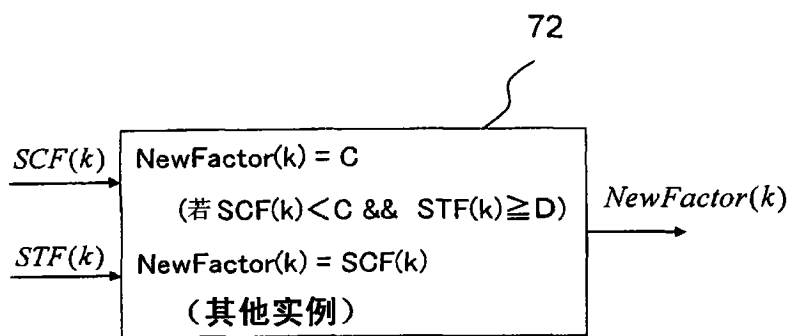 72
SCF(k)
NewFactor(k) = C
(若 SCF(k)<C && STF(k)≧D)
NewFactor(k)
STF(k)
NewFactor(k) = SCF(k)
(其他实例)